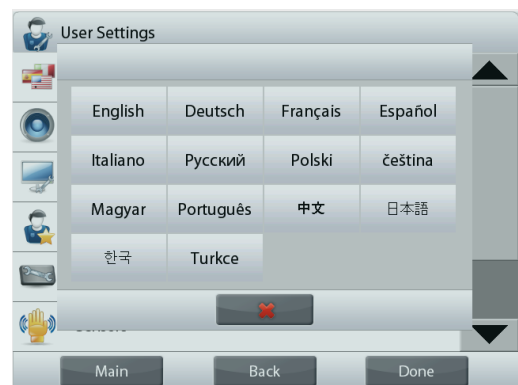 User Settings
English Deutsch Français Español
Italiano Русский Polski čeština
Magyar Português 中文 日本語
한국 Turkce
Main Back Done